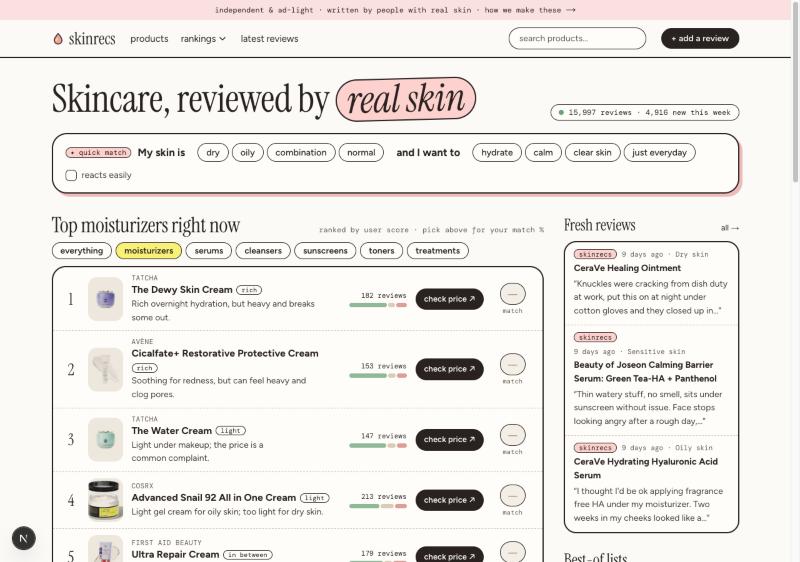 independent & ad-light · written by people with real skin · how we make these →
skinrecs
products
rankings
latest reviews
search products...
+ add a review
Skincare, reviewed by real skin
15,997 reviews · 4,916 new this week
✦ quick match My skin is dry oily combination normal and I want to hydrate calm clear skin just everyday
reacts easily
Top moisturizers right now
ranked by user score · pick above for your match %
everything moisturizers serums cleansers sunscreens toners treatments
1
TATCHA
The Dewy Skin Cream rich
Rich overnight hydration, but heavy and breaks
some out.
182 reviews
check price ↗
—
match
2
AVÈNE
Cicalfate+ Restorative Protective Cream
rich
Soothing for redness, but can feel heavy and
clog pores.
153 reviews
check price ↗
—
match
3
TATCHA
The Water Cream light
Light under makeup; the price is a
common complaint.
147 reviews
check price ↗
—
match
4
COSRX
Advanced Snail 92 All in One Cream light
Light gel cream for oily skin; too light for dry skin.
213 reviews
check price ↗
—
match
5
FIRST AID BEAUTY
Ultra Repair Cream in between
179 reviews
check price ↗
—
Fresh reviews
all →
skinrecs 9 days ago · Dry skin
CeraVe Healing Ointment
"Knuckles were cracking from dish duty
at work, put this on at night under
cotton gloves and they closed up in…"
skinrecs
9 days ago · Sensitive skin
Beauty of Joseon Calming Barrier
Serum: Green Tea-HA + Panthenol
"Thin watery stuff, no smell, sits under
sunscreen without issue. Face stops
looking angry after a rough day,…"
skinrecs 9 days ago · Oily skin
CeraVe Hydrating Hyaluronic Acid
Serum
"I thought I'd be ok applying fragrance
free HA under my moisturizer. Two
weeks in my cheeks looked like a…"
Best-of lists
N